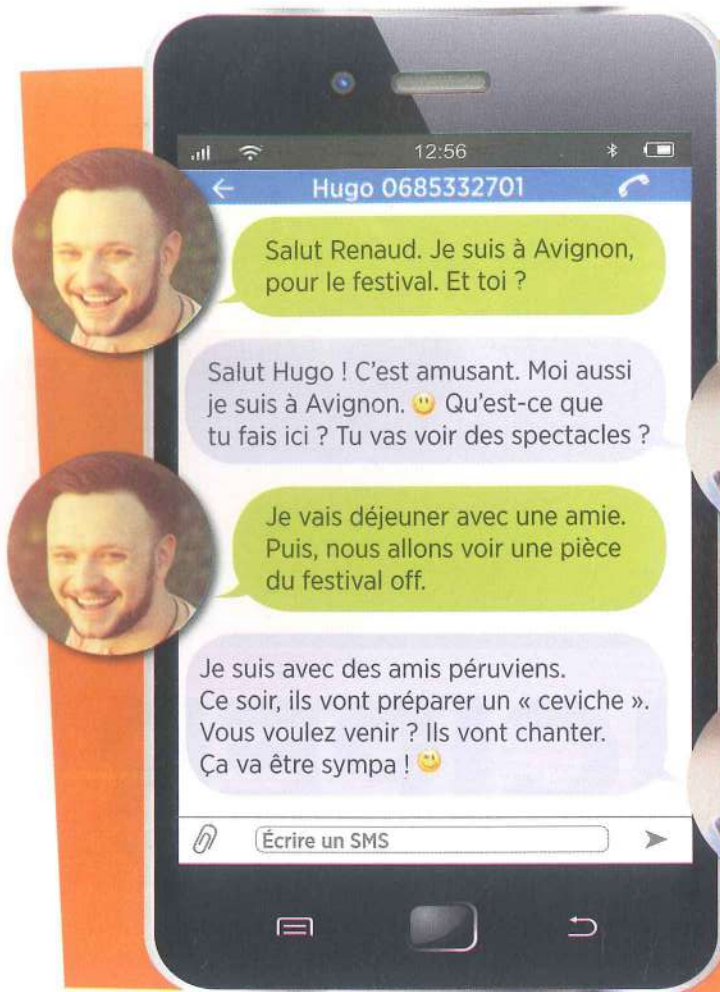 12:56
Hugo 0685332701
Salut Renaud. Je suis à Avignon,
pour le festival. Et toi ?
Salut Hugo ! C'est amusant. Moi aussi
je suis à Avignon. 🙂 Qu'est-ce que
tu fais ici ? Tu vas voir des spectacles ?
Je vais déjeuner avec une amie.
Puis, nous allons voir une pièce
du festival off.
Je suis avec des amis péruviens.
Ce soir, ils vont préparer un « ceviche ».
Vous voulez venir ? Ils vont chanter.
Ça va être sympa ! 😉
Écrire un SMS